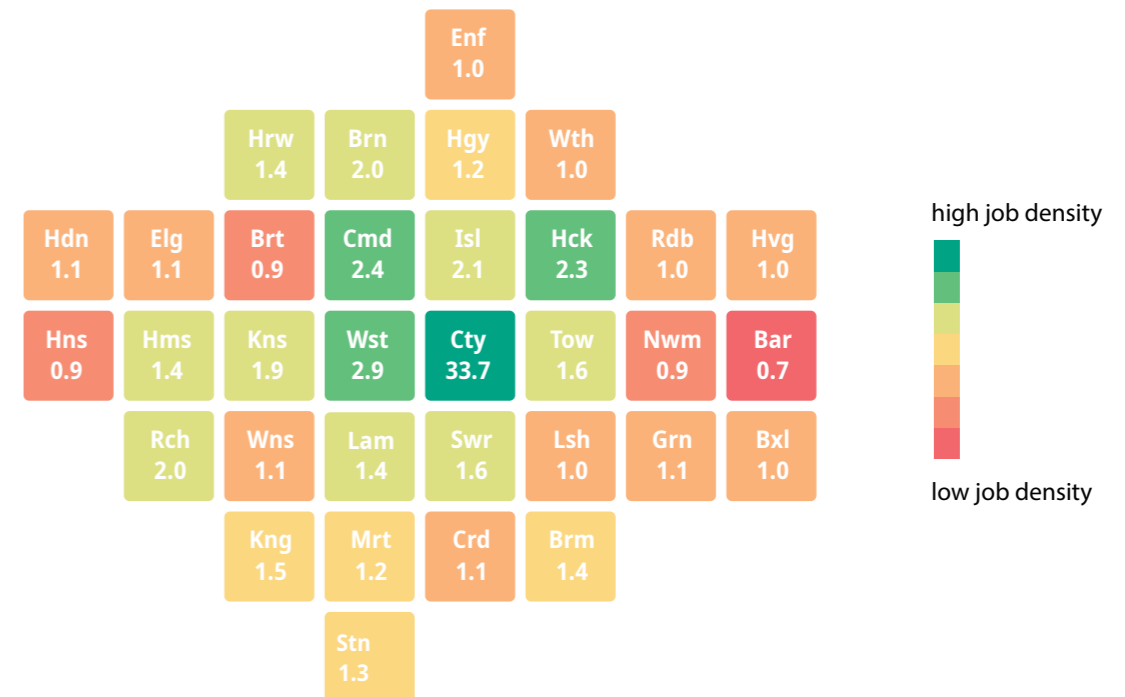 Enf
1.0
Hrw
1.4
Brn
2.0
Hgy
1.2
Wth
1.0
Hdn
1.1
Elg
1.1
Brt
0.9
Cmd
2.4
Isl
2.1
Hck
2.3
Rdb
1.0
Hvg
1.0
Hns
0.9
Hms
1.4
Kns
1.9
Wst
2.9
Cty
33.7
Tow
1.6
Nwm
0.9
Bar
0.7
Rch
2.0
Wns
1.1
Lam
1.4
Swr
1.6
Lsh
1.0
Grn
1.1
Bxl
1.0
Kng
1.5
Mrt
1.2
Crd
1.1
Brm
1.4
Stn
1.3
high job density
low job density